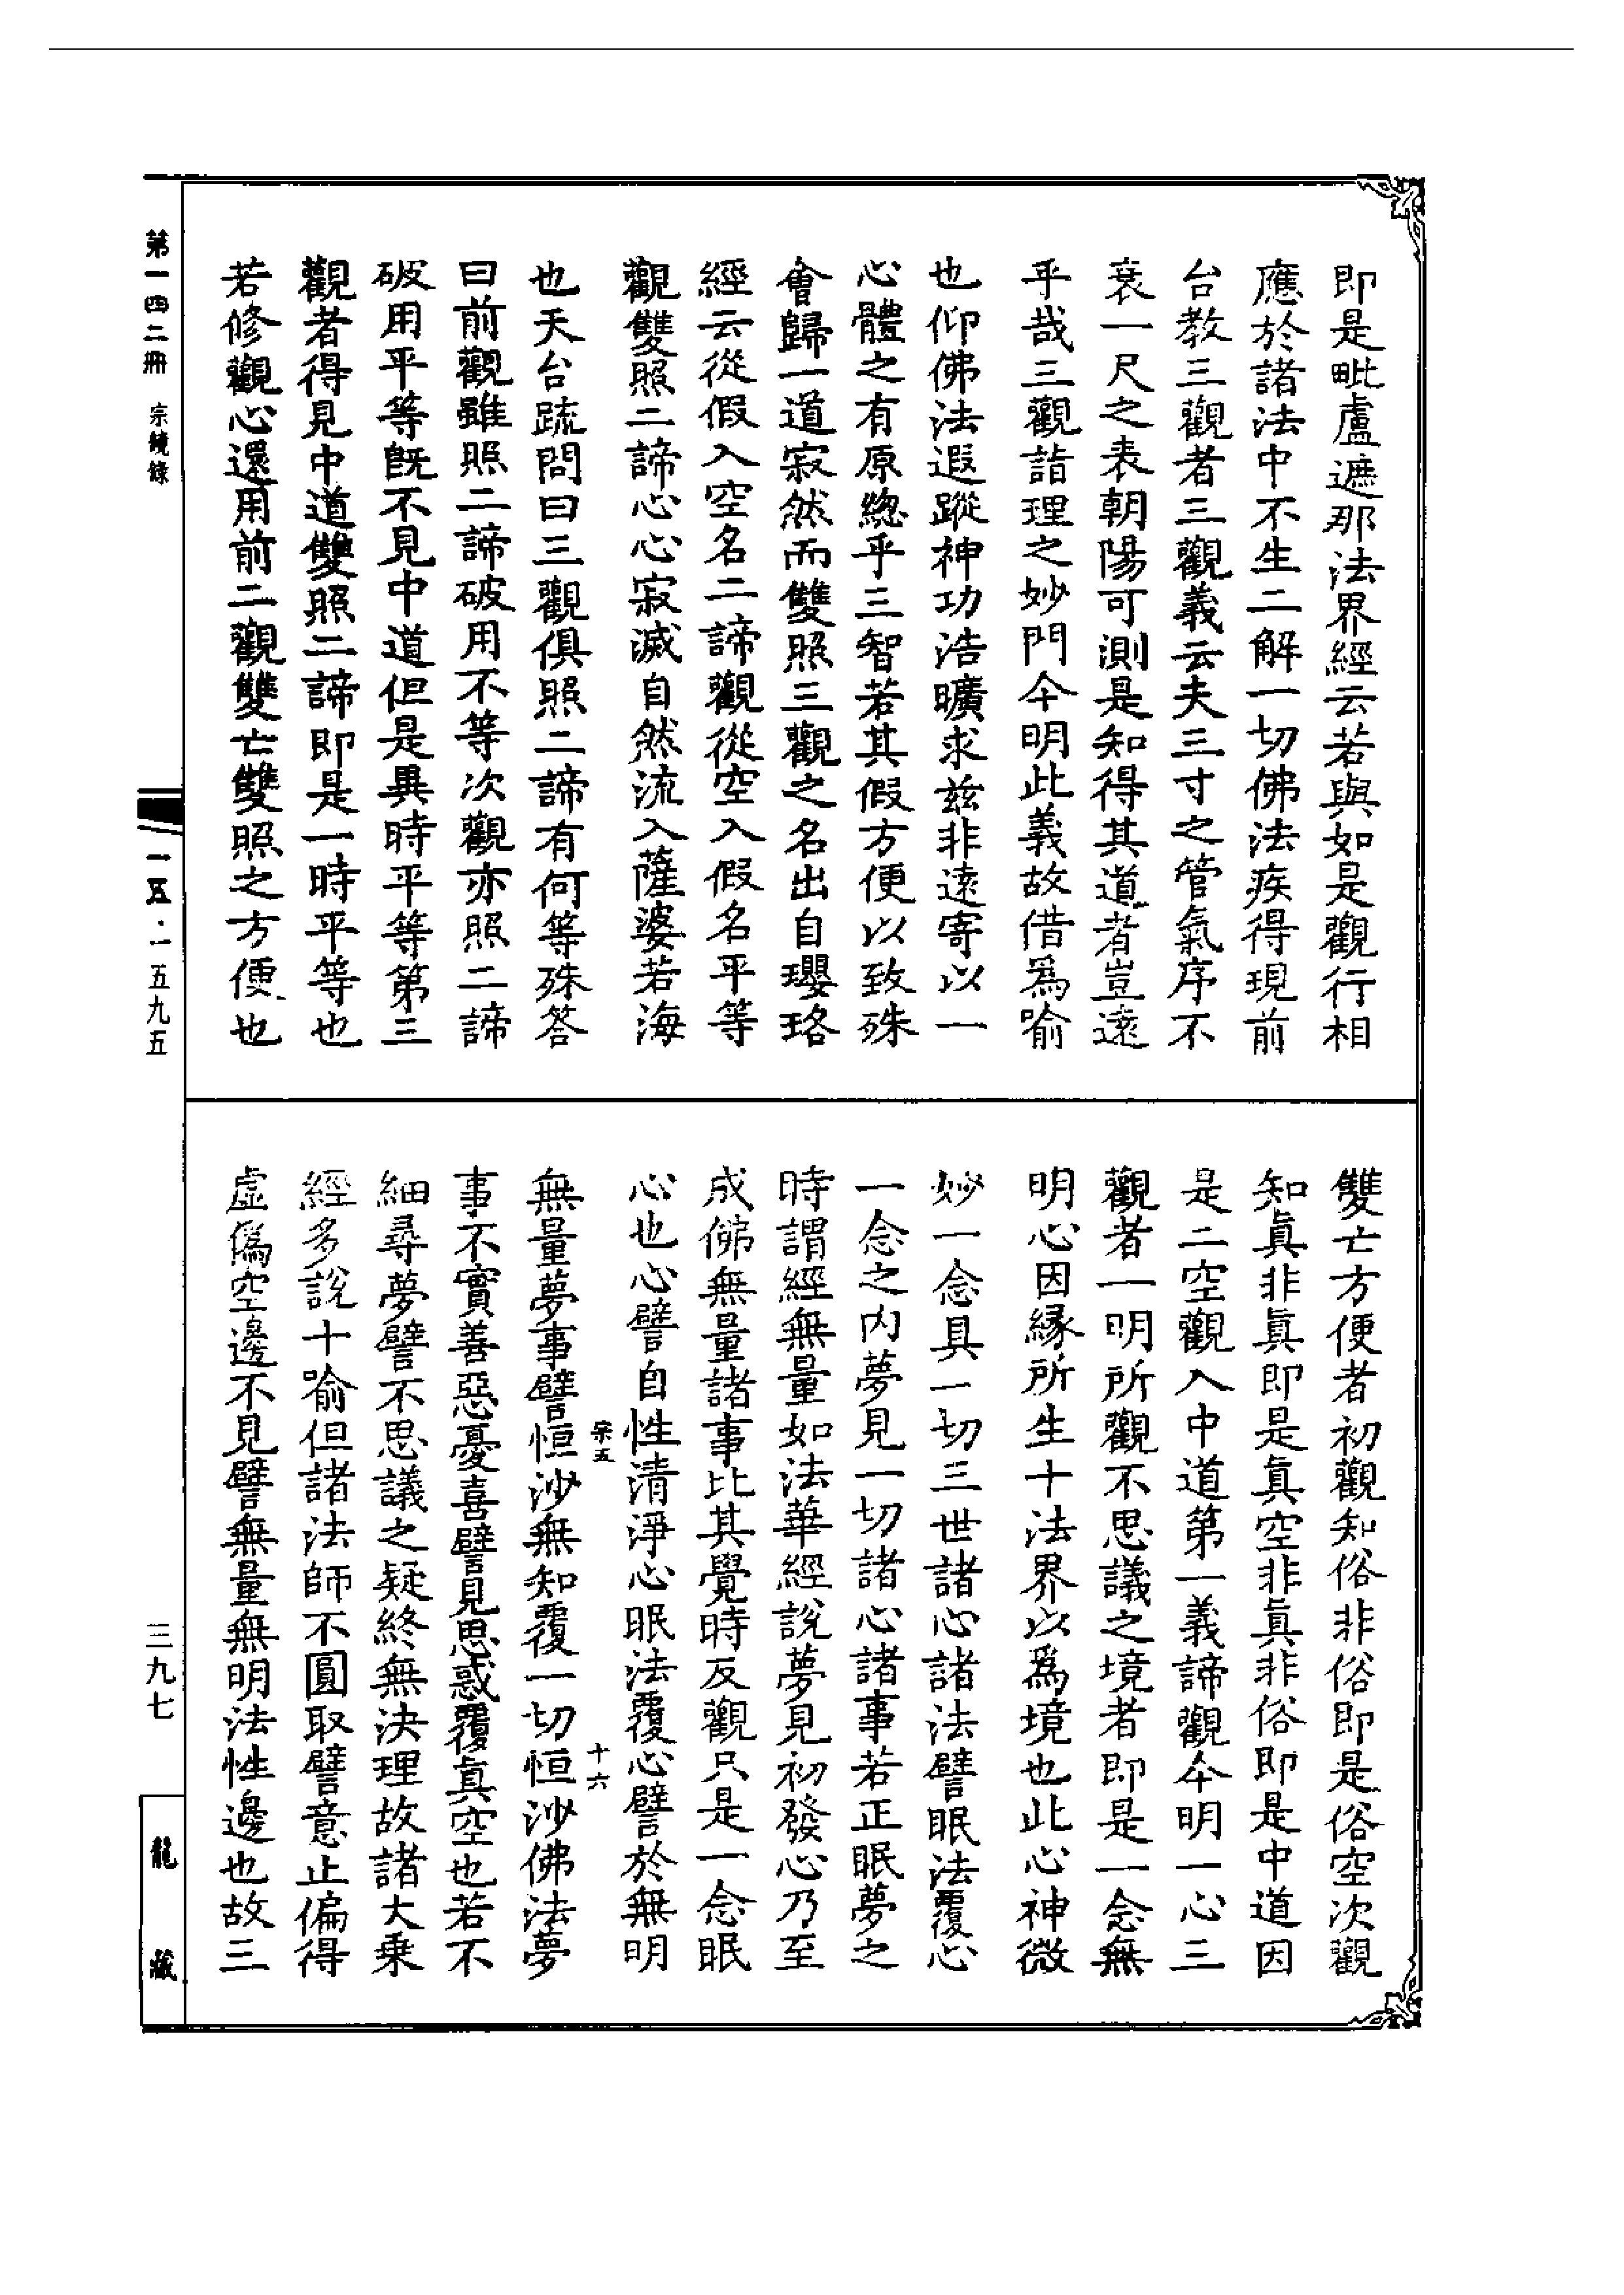 即是毗盧遮那法界經云若與如是觀行相
應於諸法中不生二解一切佛法疾得現前
台教三觀者三觀義云夫三寸之管氣序不
衰一尺之表朝陽可測是知得其道者豈遠
乎哉三觀詣理之妙門今明此義故借爲喻
也仰佛法遐蹤神功浩曠求兹非遠寄以一
心體之有原總乎三智若其假方便以致殊
會歸一道寂然而雙照三觀之名出自瓔珞
經云從假入空名二諦觀從空入假名平等
觀雙照二諦心心寂滅自然流入薩婆若海
也天台疏問曰三觀俱照二諦有何等殊答
曰前觀雖照二諦破用不等次觀亦照二諦
破用平等旣不見中道但是異時平等第三
觀者得見中道雙照二諦即是一時平等也
若修觀心還用前二觀雙亡雙照之方便也
雙亡方便者初觀知俗非俗即是俗空次觀
知眞非眞即是眞空非眞非俗即是中道因
是二空觀入中道第一義諦觀今明一心三
觀者一明所觀不思議之境者即是一念無
明心因緣所生十法界以爲境也此心神微
妙一念具一切三世諸心諸法譬眠法覆心
一念之內夢見一切諸心諸事若正眠夢之
時謂經無量如法華經說夢見初發心乃至
成佛無量諸事比其覺時反觀只是一念眠
心也心譬自性清淨心眠法覆心譬於無明
無量夢事譬恒沙無知覆一切恒沙佛法夢
事不實善惡憂喜譬見思惑覆眞空也若不
細尋夢譬不思議之疑終無決理故諸大乘
經多說十喻但諸法師不圓取譬意止偏得
虛僞空邊不見譬無量無明法性邊也故三
宗五
十六
第一四二冊 宗鏡錄
一五·一五九五
三九七
龍藏